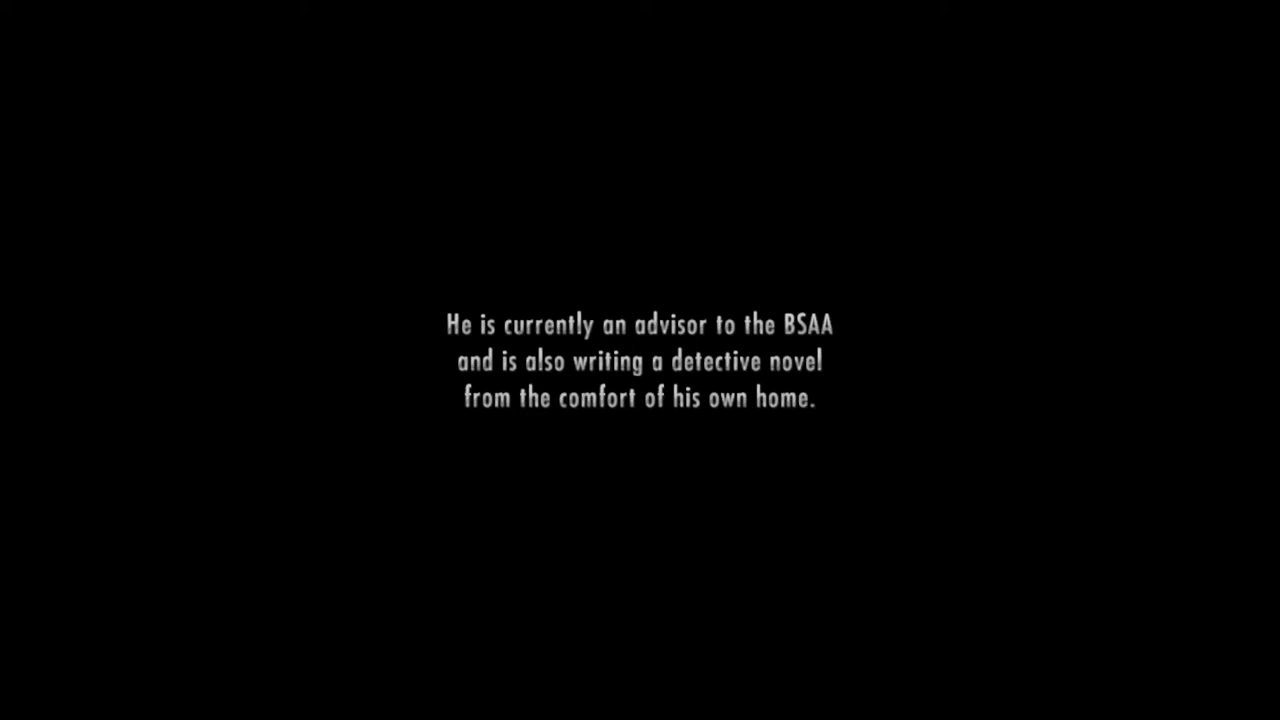 He is currently an advisor to the BSAA
and is also writing a detective novel
from the comfort of his own home.